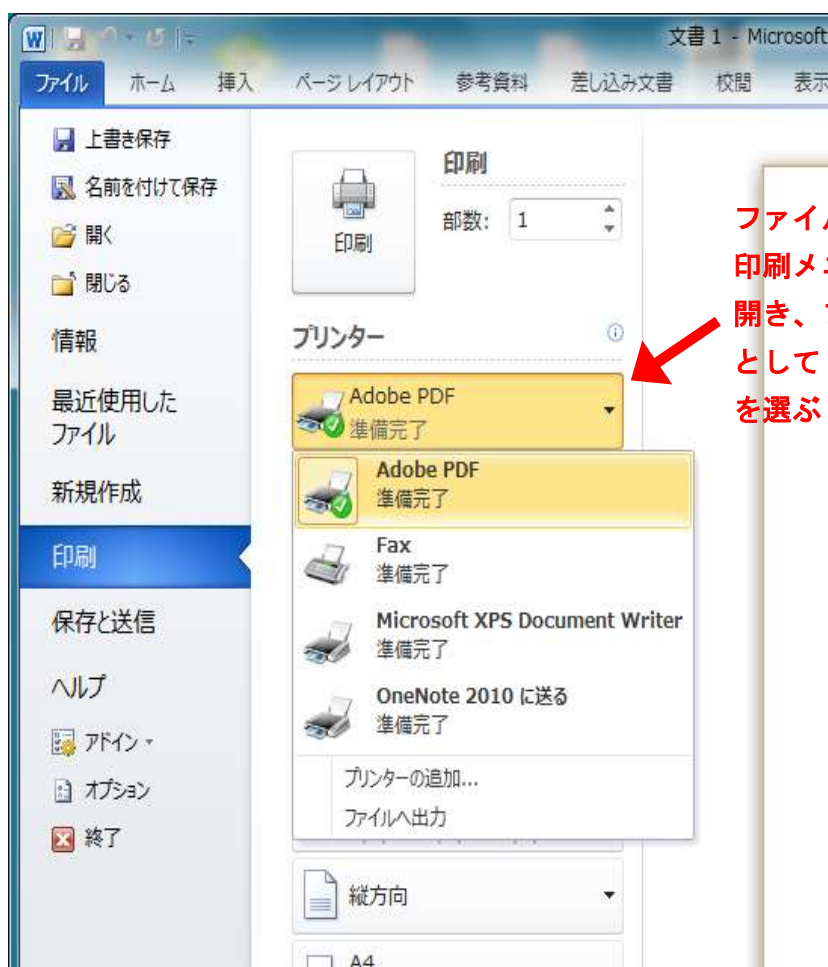 文書 1 - Microsoft
ファイル ホーム 挿入 ページ レイアウト 参考資料 差し込み文書 校閲 表示
上書き保存
名前を付けて保存
開く
閉じる
情報
最近使用した
ファイル
新規作成
印刷
保存と送信
ヘルプ
アドイン
オプション
終了
印刷
印刷
部数: 1
プリンター
Adobe PDF
準備完了
Adobe PDF
準備完了
Fax
準備完了
Microsoft XPS Document Writer
準備完了
OneNote 2010 に送る
準備完了
プリンターの追加...
ファイルへ出力
縦方向
A4
ファイル
印刷メニ
開き、
として
を選ぶ